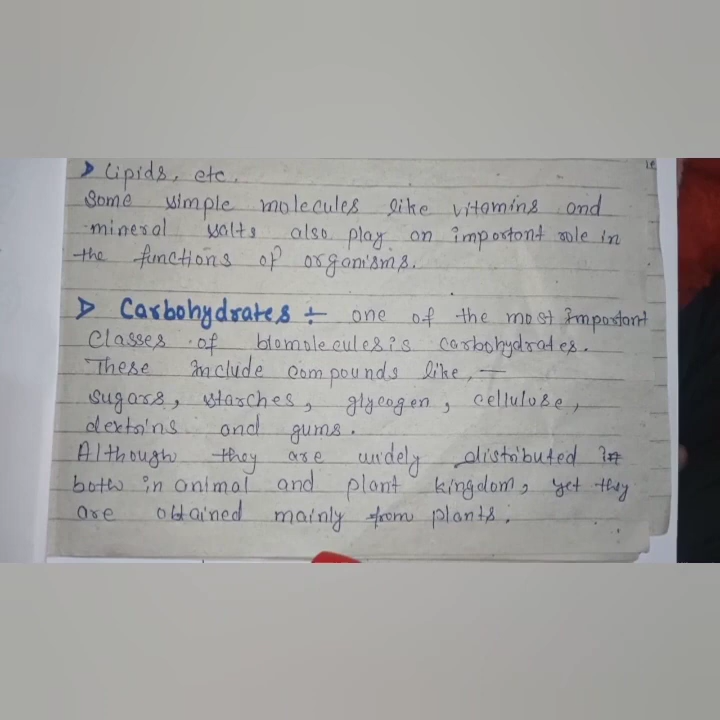 > Lipids, etc.
Some simple molecules like vitamins and
mineral salts also play an important role in
the functions of organisms.
> Carbohydrates ÷ one of the most important
classes of biomolecules is carbohydrates.
These include compounds like, —
sugars, starches, glycogen, cellulose,
dextrins and gums.
Although they are widely distributed in
both in animal and plant kingdom, yet they
are obtained mainly from plants.